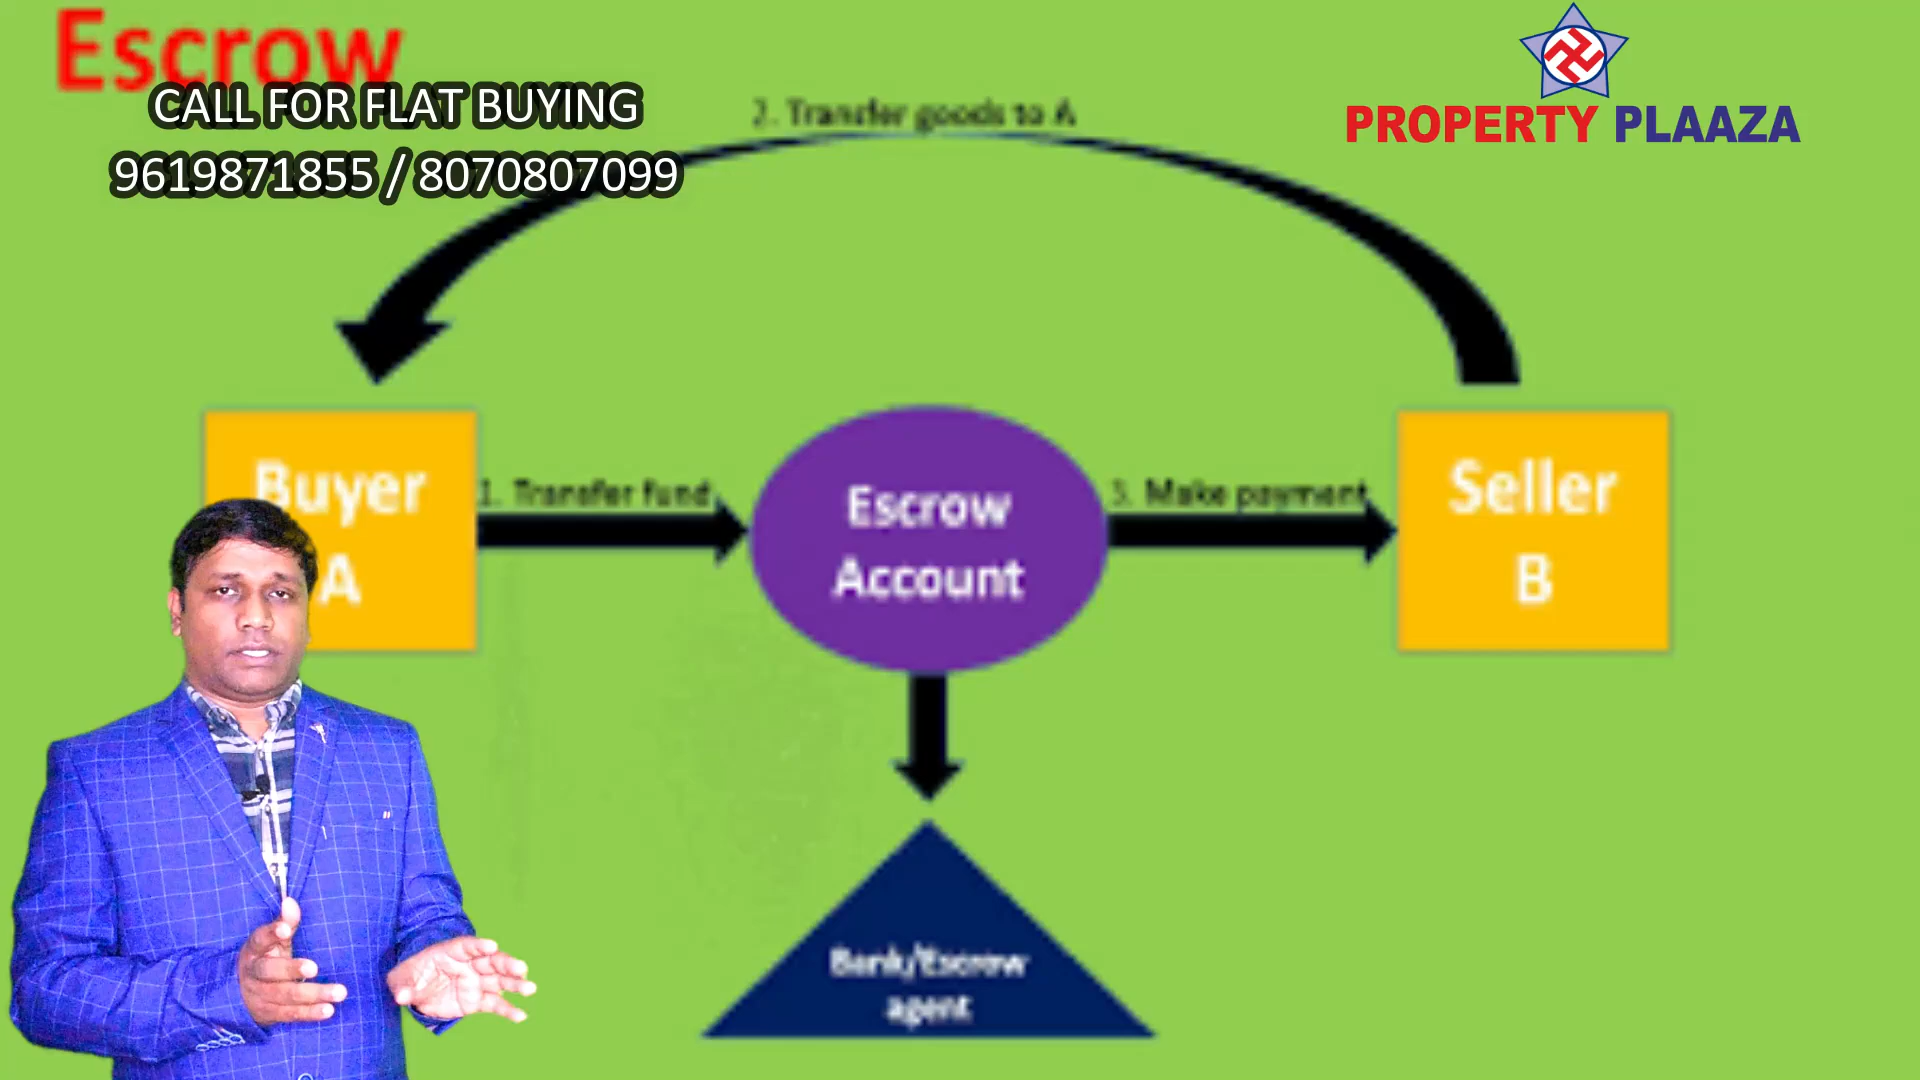 Escrow
CALL FOR FLAT BUYING
9619871855 / 8070807099
PROPERTY PLAAZA
2. Transfer goods to A
Buyer
A
1. Transfer fund
Escrow
Account
3. Make payment
Seller
B
Bank/Escrow
agent